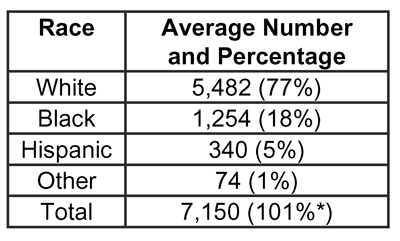 Race Average Number
and Percentage
White 5,482 (77%)
Black 1,254 (18%)
Hispanic 340 (5%)
Other 74 (1%)
Total 7,150 (101%*)